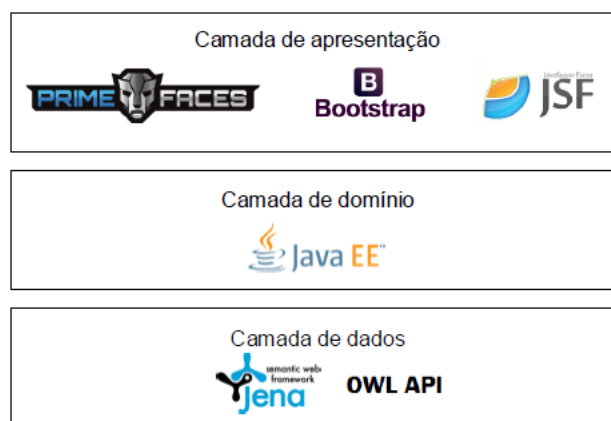 Camada de apresentação
PRIME FACES
B
Bootstrap
JavaServer Faces
JSF
Camada de domínio
Java EE™
Camada de dados
semantic web
framework
jena
OWL API